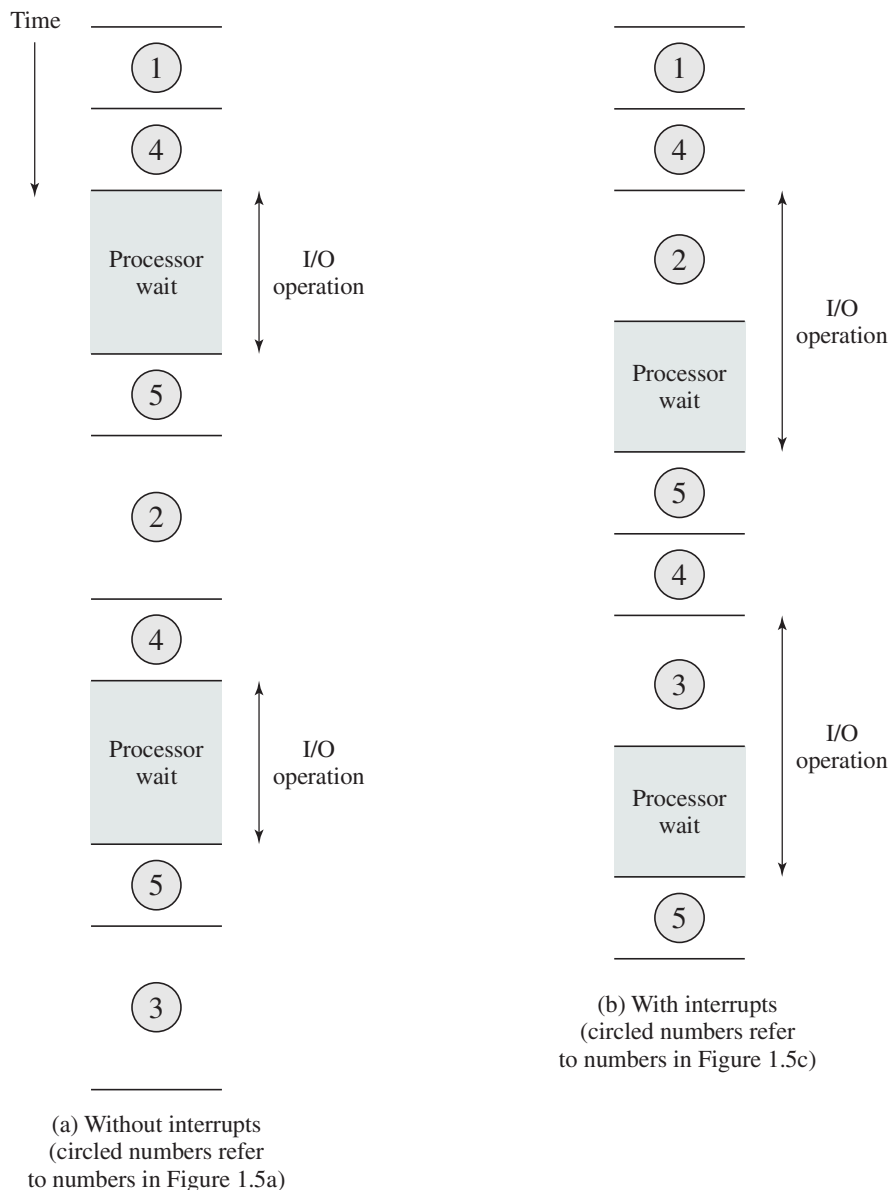 Time
1
4
Processor
wait
I/O
operation
5
2
4
Processor
wait
I/O
operation
5
3
(a) Without interrupts
(circled numbers refer
to numbers in Figure 1.5a)
1
4
2
I/O
operation
Processor
wait
5
4
3
I/O
operation
Processor
wait
5
(b) With interrupts
(circled numbers refer
to numbers in Figure 1.5c)